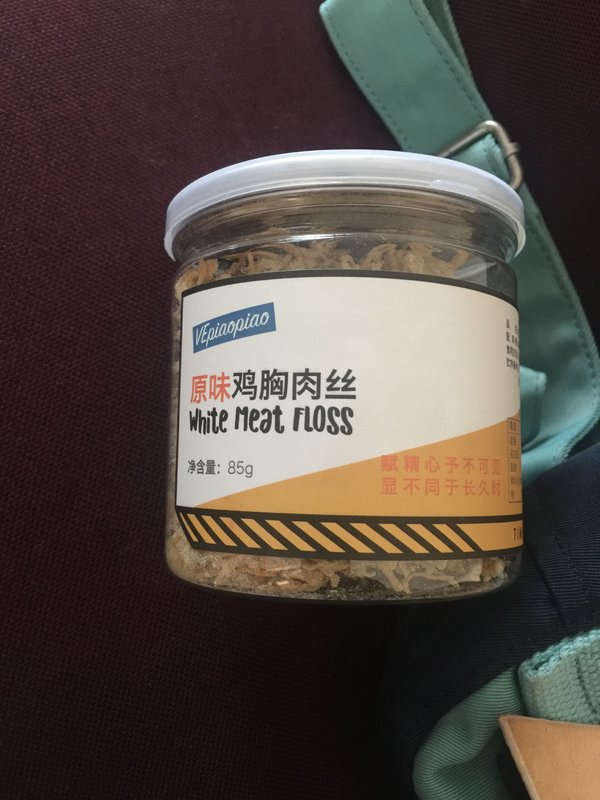 VEpiaopiao
原味鸡胸肉丝
White Meat FLOSS
净含量：85g
赋精心予不可见
显不同于长久时